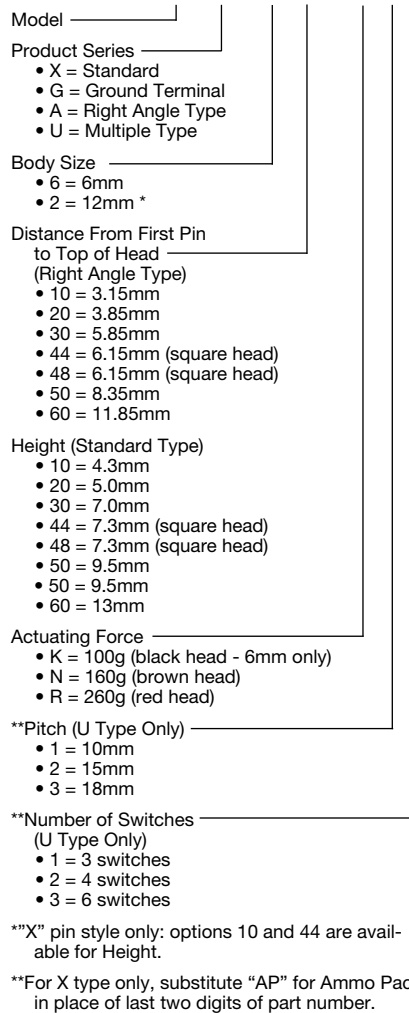 Model
Product Series
• X = Standard
• G = Ground Terminal
• A = Right Angle Type
• U = Multiple Type
Body Size
• 6 = 6mm
• 2 = 12mm *
Distance From First Pin
to Top of Head
(Right Angle Type)
• 10 = 3.15mm
• 20 = 3.85mm
• 30 = 5.85mm
• 44 = 6.15mm (square head)
• 48 = 6.15mm (square head)
• 50 = 8.35mm
• 60 = 11.85mm
Height (Standard Type)
• 10 = 4.3mm
• 20 = 5.0mm
• 30 = 7.0mm
• 44 = 7.3mm (square head)
• 48 = 7.3mm (square head)
• 50 = 9.5mm
• 50 = 9.5mm
• 60 = 13mm
Actuating Force
• K = 100g (black head - 6mm only)
• N = 160g (brown head)
• R = 260g (red head)
**Pitch (U Type Only)
• 1 = 10mm
• 2 = 15mm
• 3 = 18mm
**Number of Switches
(U Type Only)
• 1 = 3 switches
• 2 = 4 switches
• 3 = 6 switches
*"X" pin style only: options 10 and 44 are avail-
able for Height.
**For X type only, substitute "AP" for Ammo Pac
in place of last two digits of part number.